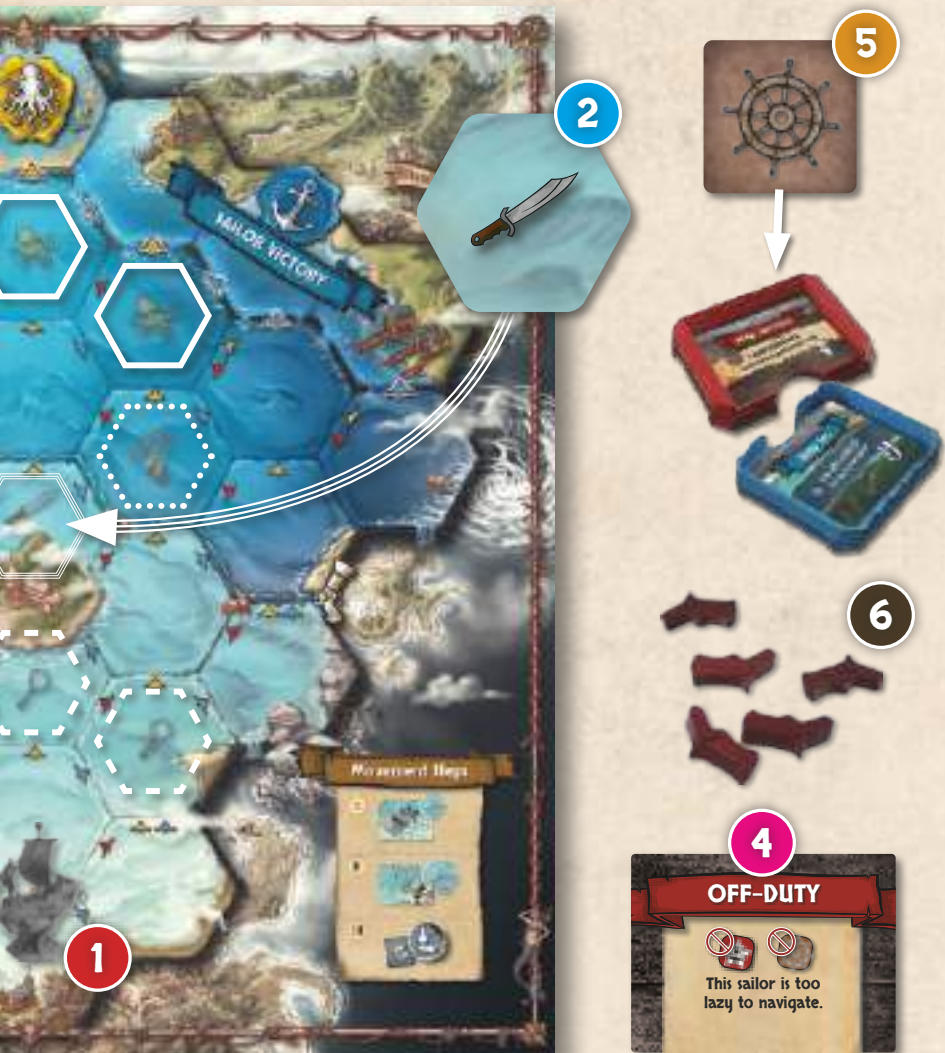 5
2
SAILOR VICTORY
6
Movement Steps
4
OFF-DUTY
This sailor is too
lazy to navigate.
1